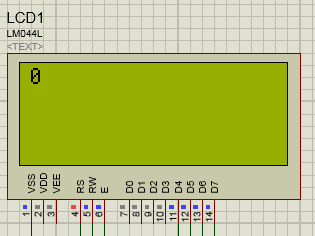 LCD1
LM044L
<TEXT>
0
VSS VDD VEE RS RW E D0 D1 D2 D3 D4 D5 D6 D7
1 2 3 4 5 6 7 8 9 10 11 12 13 14